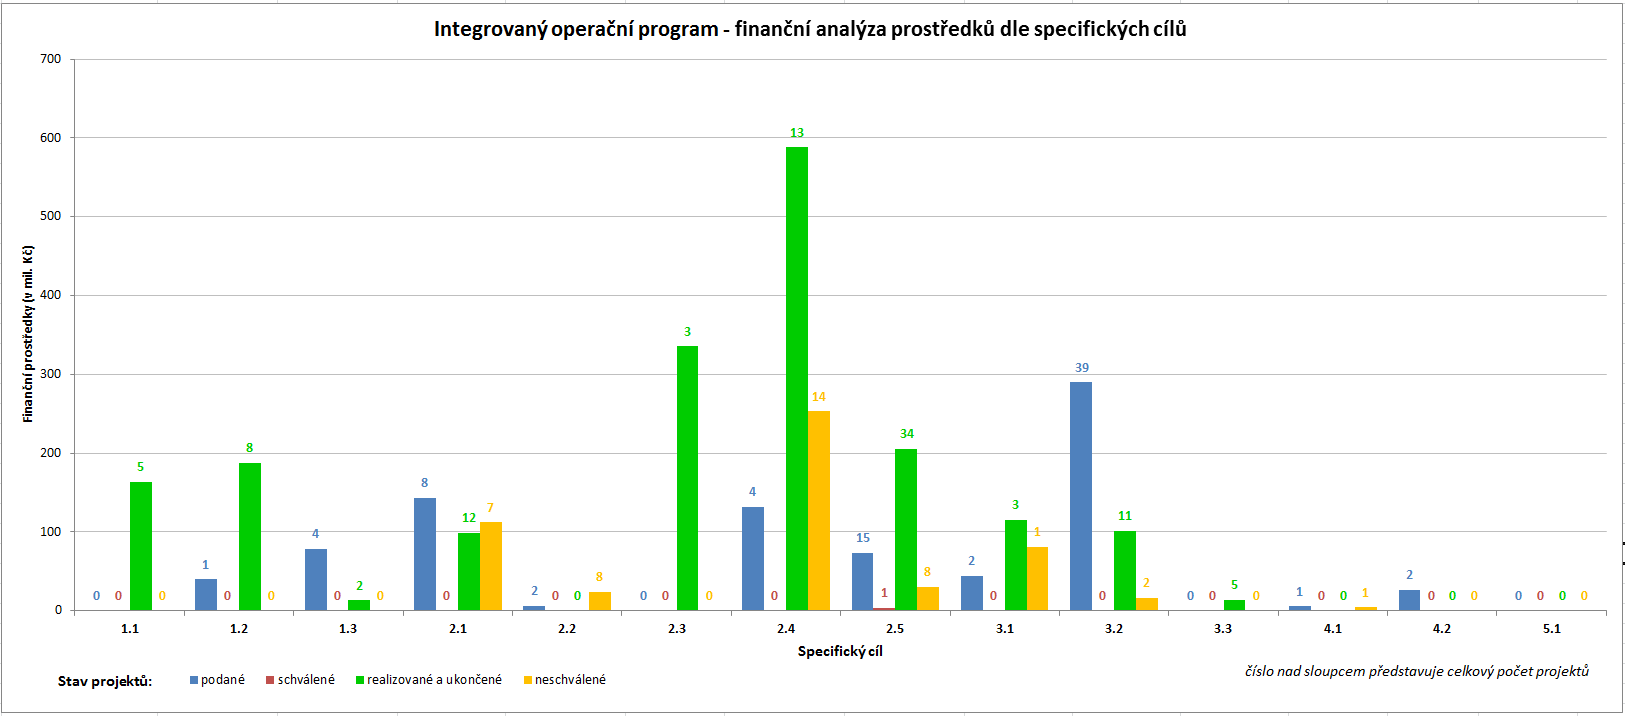 Integrovaný operační program - finanční analýza prostředků dle specifických cílů
Finanční prostředky (v mil. Kč)
700
600
500
400
300
200
100
0
0 0 5 0
1 0 8 0
4 0 2 0
8 0 12 7
2 0 0 8
0 0 3 0
4 0 13 14
15 1 34 8
2 0 3 1
39 0 11 2
0 0 5 0
1 0 0 1
2 0 0 0
0 0 0 0
1.1 1.2 1.3 2.1 2.2 2.3 2.4 2.5 3.1 3.2 3.3 4.1 4.2 5.1
Specifický cíl
Stav projektů: podané schválené realizované a ukončené neschválené
číslo nad sloupcem představuje celkový počet projektů